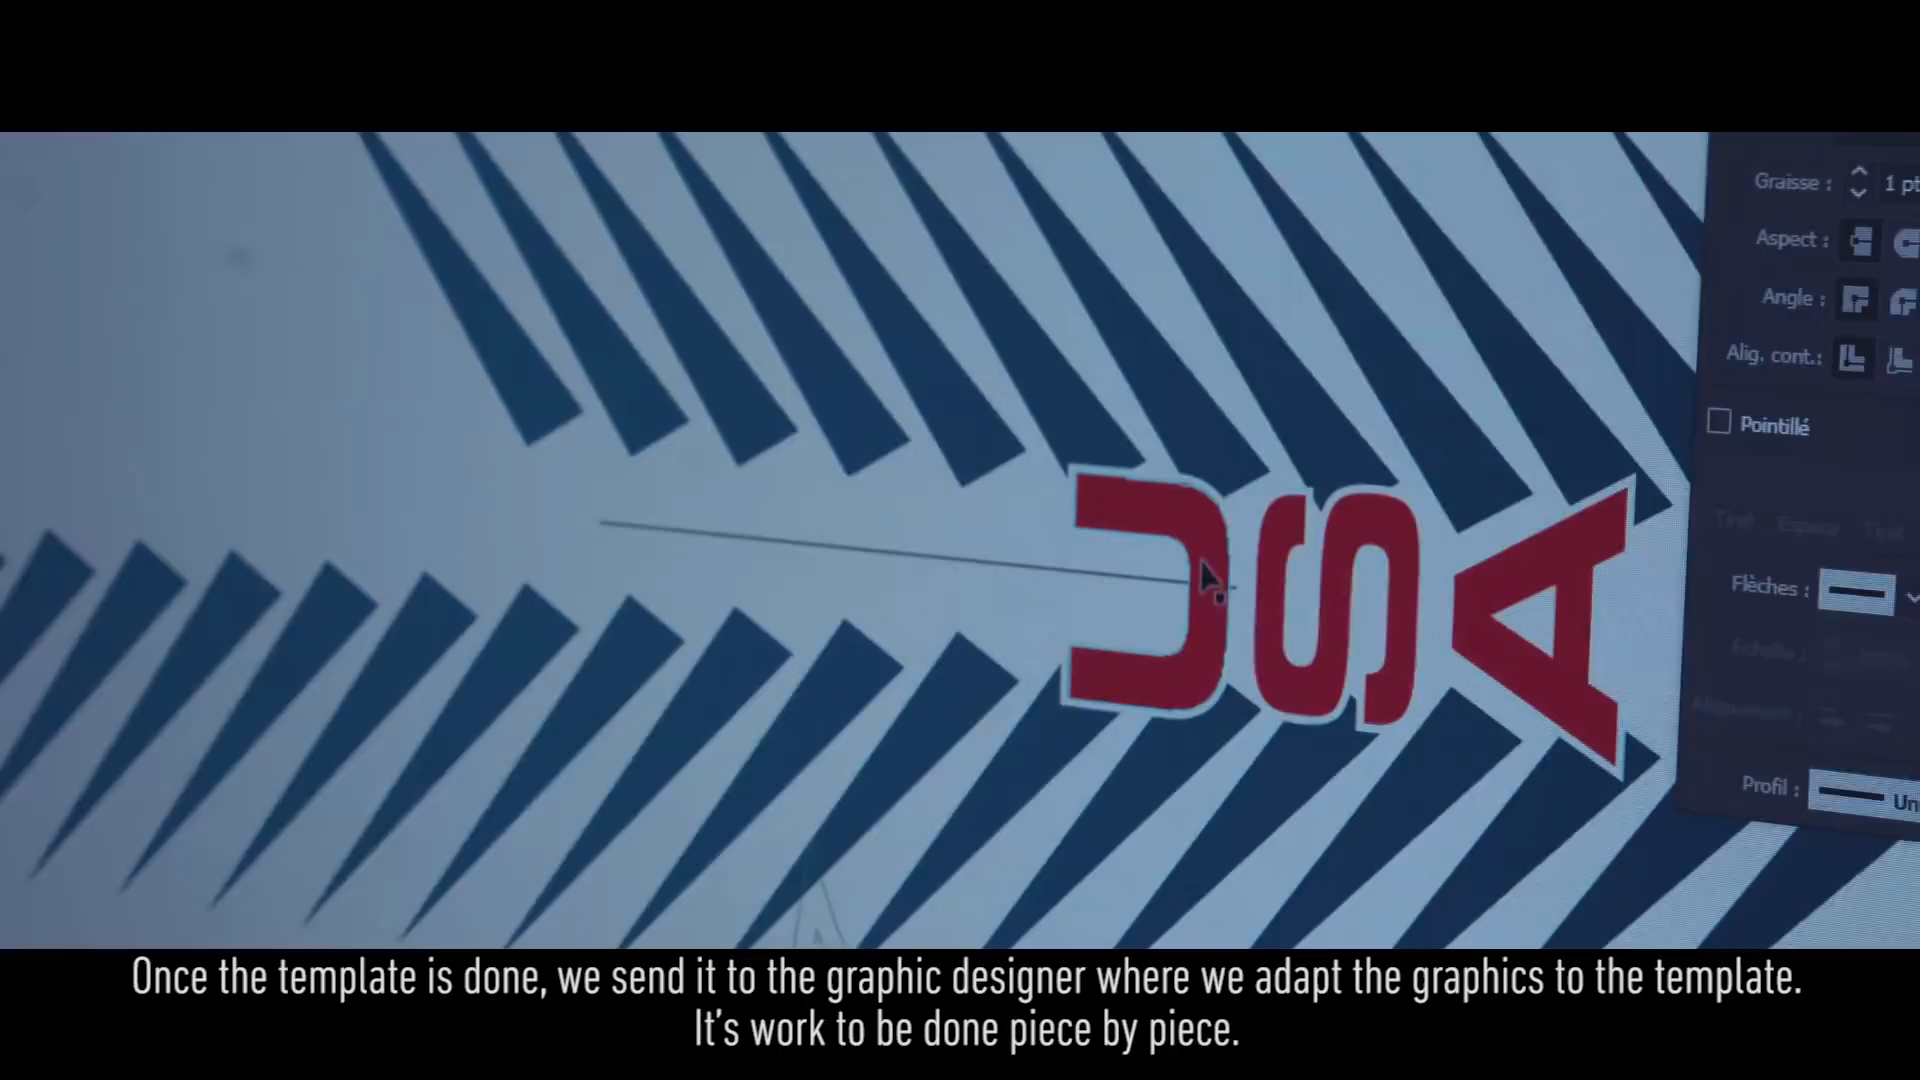 Graisse : 1 pt
Aspect :
Angle :
Alig. cont.:
Pointillé
USA
Flèches :
Profil :
Once the template is done, we send it to the graphic designer where we adapt the graphics to the template.
It's work to be done piece by piece.